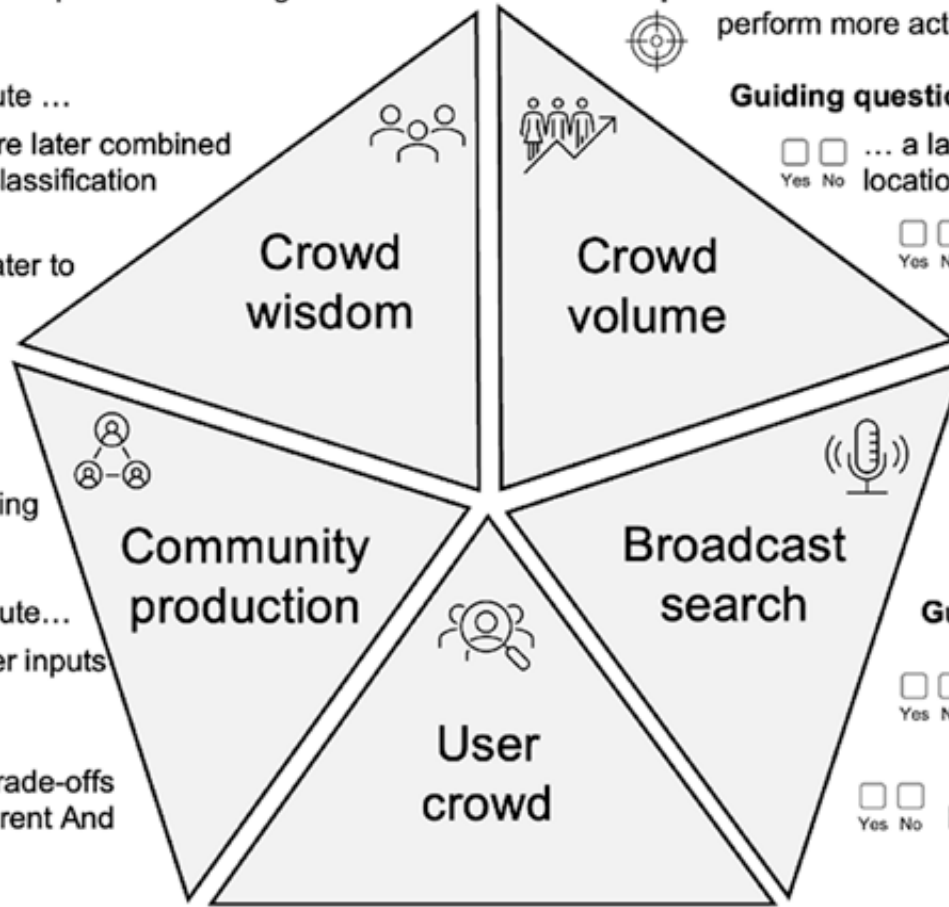 perform more act
ute …
Guiding questio
re later combined
… a la
lassification
Yes No
locatio
Crowd
wisdom
Crowd
volume
ater to
Yes N
ing
Community
production
Broadcast
search
ute…
Gu
er inputs
Yes N
User
crowd
rade-offs
rent And
Yes No